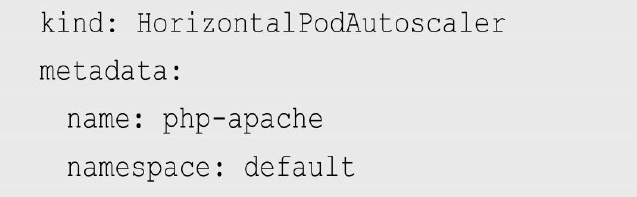 kind: HorizontalPodAutoscaler
metadata:
  name: php-apache
  namespace: default